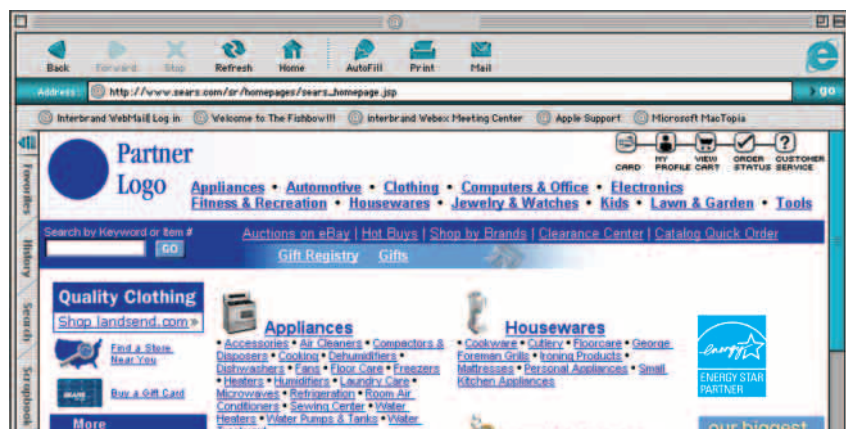 Back Forward Stop Refresh Home AutoFill Print Mail
Address: http://www.sears.com/sr/homepages/sears_homepage.jsp go
Interbrand WebMail| Log in Welcome to The Fishbowl!!! interbrand Webex Meeting Center Apple Support Microsoft MacTopia
Favorites
History
Search
Scrapbook
Partner
Logo
CARD MY PROFILE VIEW CART ORDER STATUS CUSTOMER SERVICE
Appliances • Automotive • Clothing • Computers & Office • Electronics
Fitness & Recreation • Housewares • Jewelry & Watches • Kids • Lawn & Garden • Tools
Search by Keyword or Item #
GO
Auctions on eBay | Hot Buys | Shop by Brands | Clearance Center | Catalog Quick Order
Gift Registry Gifts
Quality Clothing
Shop landsend.com»
Find a Store
Near You
SEARS
Buy a Gift Card
More
Appliances
• Accessories • Air Cleaners • Compactors &
Disposers • Cooking • Dehumidifiers •
Dishwashers • Fans • Floor Care • Freezers
• Heaters • Humidifiers • Laundry Care •
Microwaves • Refrigeration • Room Air
Conditioners • Sewing Center • Water
Heaters • Water Pumps & Tanks • Water
Housewares
• Cookware • Cutlery • Floorcare • George
Foreman Grills • Ironing Products •
Mattresses • Personal Appliances • Small
Kitchen Appliances
energy
ENERGY STAR
PARTNER
our biggest